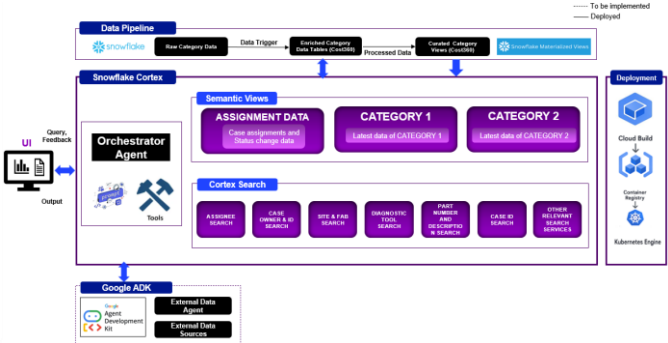 To be implemented
Deployed
Data Pipeline
snowflake
Raw Category Data
Data Trigger
Enriched Category
Data Tables (Cost360)
Processed Data
Curated Category
Views (Cost360)
Snowflake Materialized Views
Snowflake Cortex
Deployment
Semantic Views
ASSIGNMENT DATA
Case assignments and
Status change data
CATEGORY 1
Latest data of CATEGORY 1
CATEGORY 2
Latest data of CATEGORY 2
Query,
Feedback
UI
Output
Orchestrator
Agent
Tools
Cloud Build
Container
Registry
Kubernetes Engine
Cortex Search
ASSIGNEE
SEARCH
CASE
OWNER & ID
SEARCH
SITE & FAB
SEARCH
DIAGNOSTIC
TOOL
SEARCH
PART
NUMBER
AND
DESCRIPTIO
N SEARCH
CASE ID
SEARCH
OTHER
RELEVANT
SEARCH
SERVICES
Google ADK
Google
Agent
Development
Kit
External Data
Agent
External Data
Sources